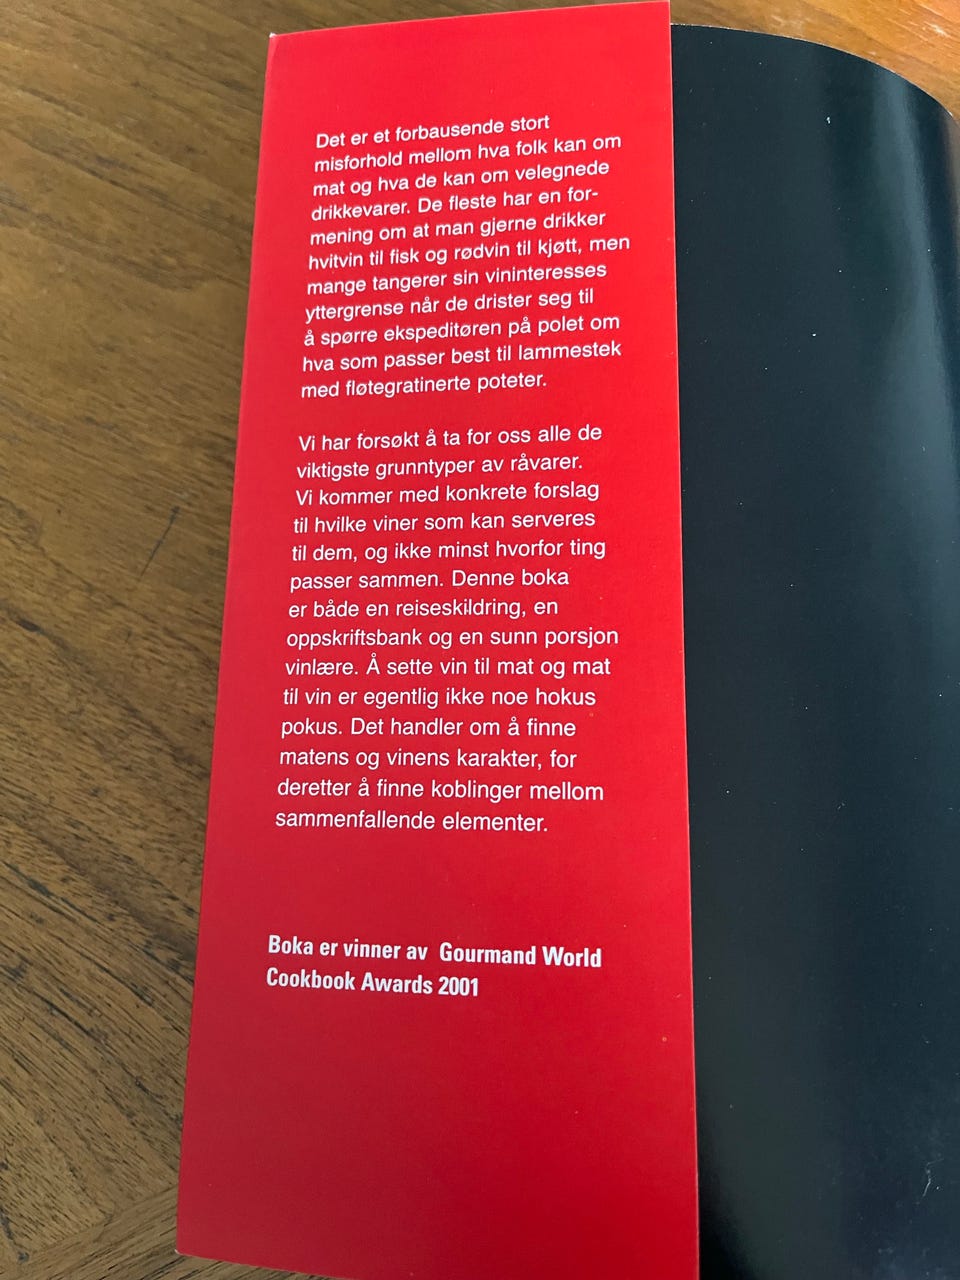 Det er et forbausende stort
misforhold mellom hva folk kan om
mat og hva de kan om velegnede
drikkevarer. De fleste har en for-
mening om at man gjerne drikker
hvitvin til fisk og rødvin til kjøtt, men
mange tangerer sin vininteresses
yttergrense når de drister seg til
å spørre ekspeditøren på polet om
hva som passer best til lammestek
med fløtegratinerte poteter.
Vi har forsøkt å ta for oss alle de
viktigste grunntyper av råvarer.
Vi kommer med konkrete forslag
til hvilke viner som kan serveres
til dem, og ikke minst hvorfor ting
passer sammen. Denne boka
er både en reiseskildring, en
oppskriftsbank og en sunn porsjon
vinlære. Å sette vin til mat og mat
til vin er egentlig ikke noe hokus
pokus. Det handler om å finne
matens og vinens karakter, for
deretter å finne koblinger mellom
sammenfallende elementer.
Boka er vinner av Gourmand World
Cookbook Awards 2001